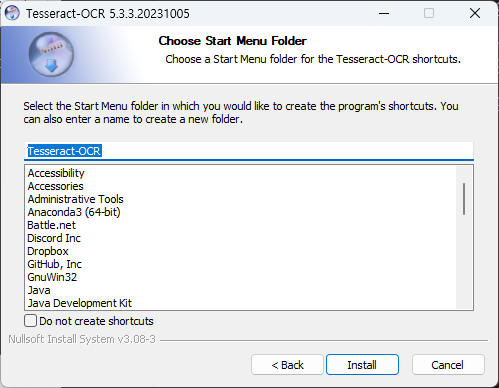 Tesseract-OCR 5.3.3.20231005
Choose Start Menu Folder
Choose a Start Menu folder for the Tesseract-OCR shortcuts.
Select the Start Menu folder in which you would like to create the program's shortcuts. You
can also enter a name to create a new folder.
Tesseract-OCR
Accessibility
Accessories
Administrative Tools
Anaconda3 (64-bit)
Battle.net
Discord Inc
Dropbox
GitHub, Inc
GnuWin32
Java
Java Development Kit
Do not create shortcuts
Nullsoft Install System v3.08-3
< Back
Install
Cancel